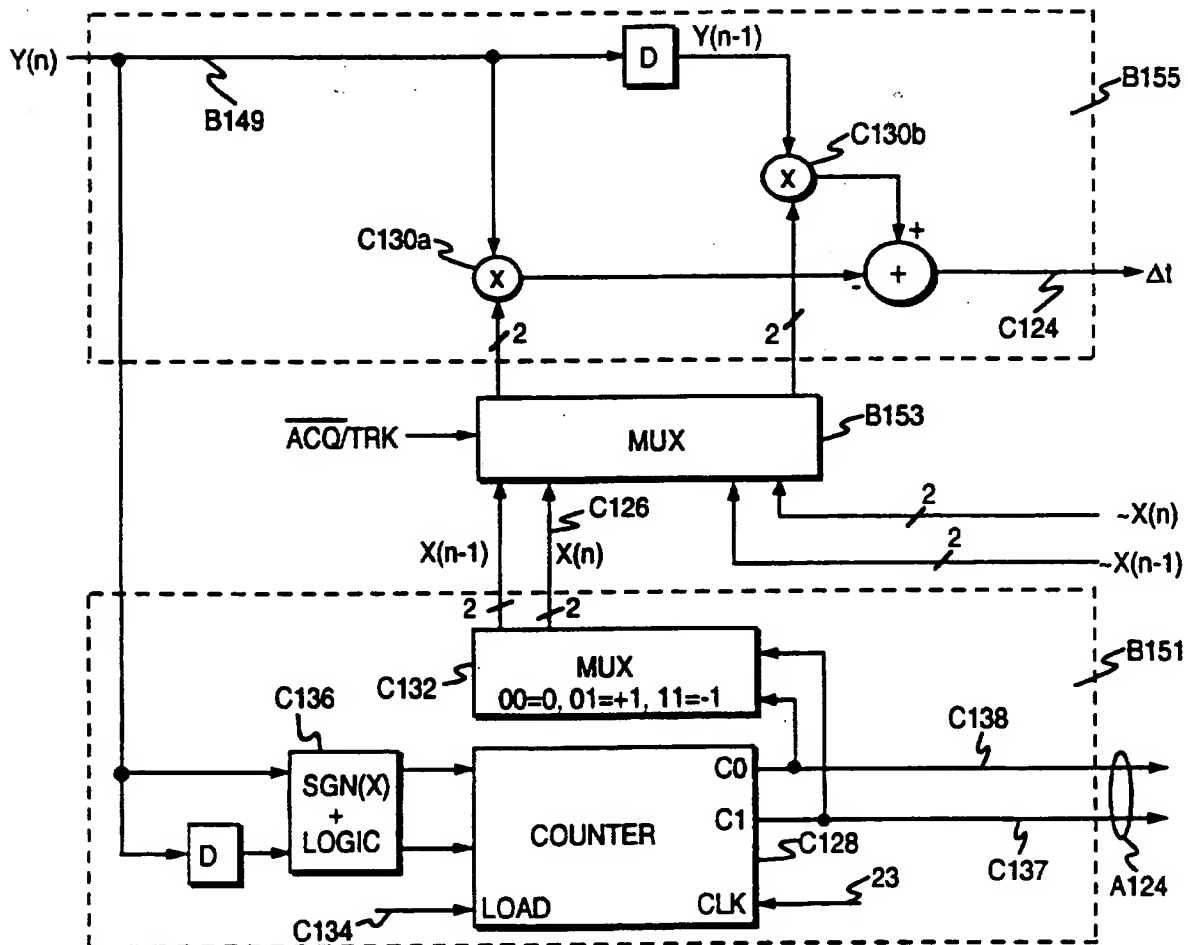 Y(n)
B149
D
Y(n-1)
B155
C130b
X
C130a
X
+
-
+
Δt
C124
2
2
B153
A̅C̅Q̅/TRK
MUX
C126
X(n-1)
X(n)
2
~X(n)
2
~X(n-1)
2
2
B151
C132
MUX
00=0, 01=+1, 11=-1
C136
C138
SGN(X)
+
LOGIC
C0
C1
COUNTER
D
C128
C137
A124
23
C134
LOAD
CLK